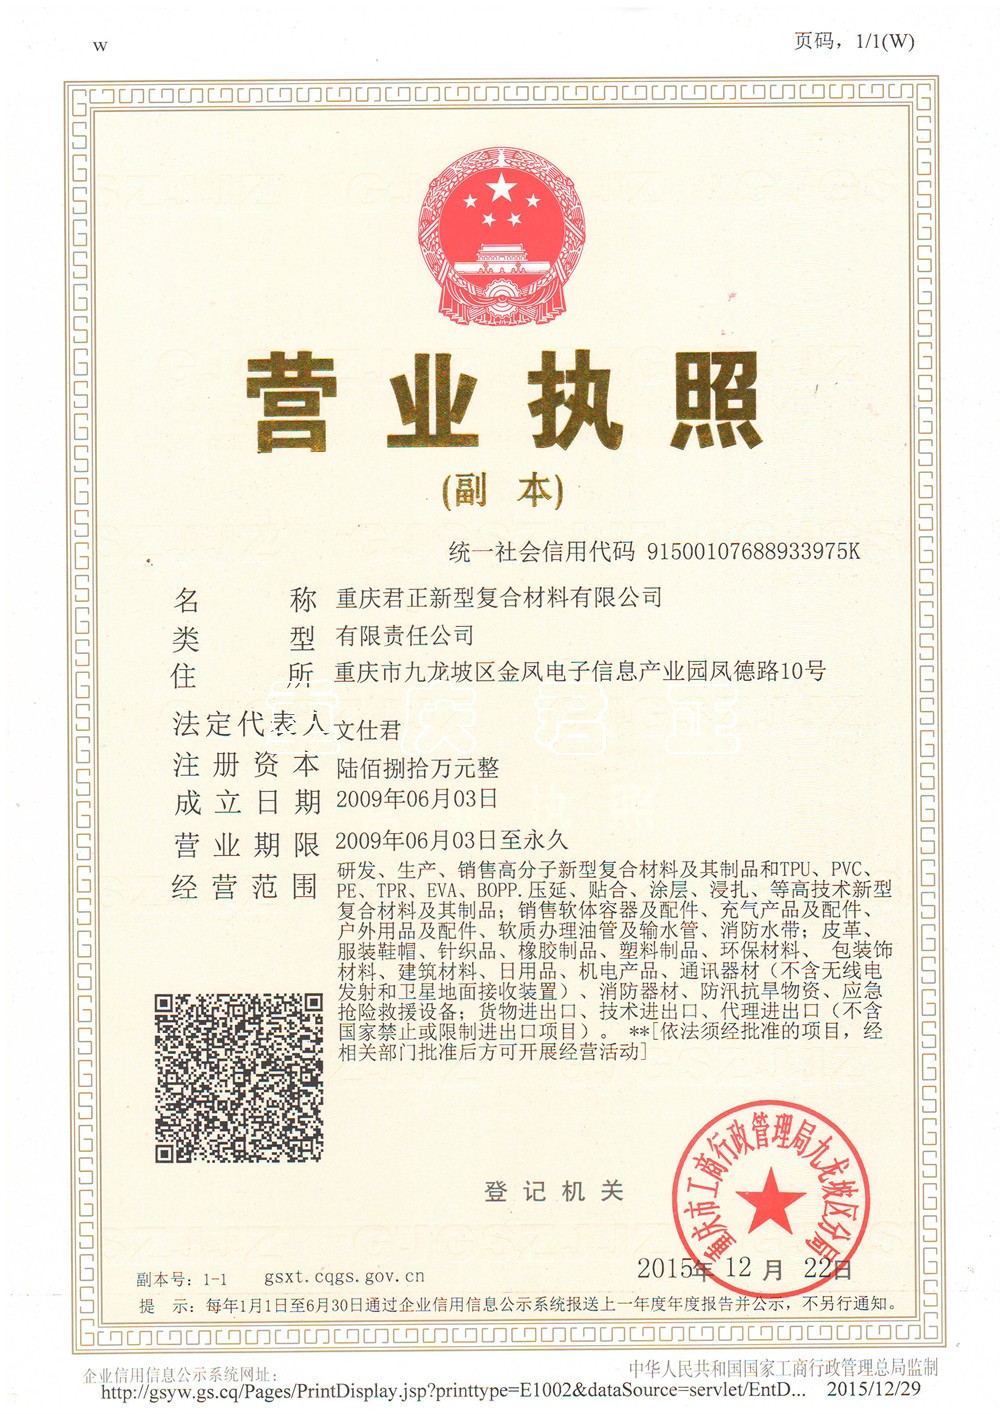 w
页码，1/1(W)
营业执照
(副 本)
统一社会信用代码 91500107688933975K
名 称 重庆君正新型复合材料有限公司
类 型 有限责任公司
住 所 重庆市九龙坡区金凤电子信息产业园凤德路10号
重庆君正
法定代表人 文仕君
注册资本 陆佰捌拾万元整
成立日期 2009年06月03日
营业期限 2009年06月03日至永久
经营范围 研发、生产、销售高分子新型复合材料及其制品和TPU、PVC、
PE、TPR、EVA、BOPP.压延、贴合、涂层、浸扎、等高技术新型
复合材料及其制品；销售软体容器及配件、充气产品及配件、
户外用品及配件、软质办理油管及输水管、消防水带；皮革、
服装鞋帽、针织品、橡胶制品、塑料制品、环保材料、 包装饰
材料、建筑材料、日用品、机电产品、通讯器材（不含无线电
发射和卫星地面接收装置）、消防器材、防汛抗旱物资、应急
抢险救援设备；货物进出口、技术进出口、代理进出口（不含
国家禁止或限制进出口项目）。 **[依法须经批准的项目，经
相关部门批准后方可开展经营活动]
登记机关
重庆市工商行政管理局九龙坡区分局
2015年 12 月 22日
副本号：1-1 gsxt.cqgs.gov.cn
提 示：每年1月1日至6月30日通过企业信用信息公示系统报送上一年度年度报告并公示，不另行通知。
企业信用信息公示系统网址：
中华人民共和国国家工商行政管理总局监制
http://gsyw.gs.cq/Pages/PrintDisplay.jsp?printtype=E1002&dataSource=servlet/EntD... 2015/12/29